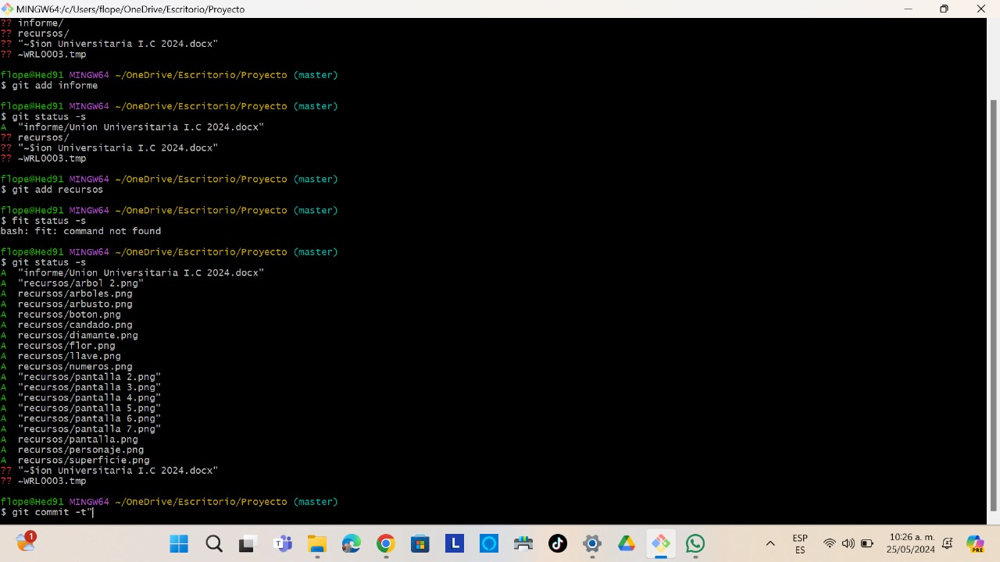 MINGW64:/c/Users/flope/OneDrive/Escritorio/Proyecto
?? informe/
?? recursos/
?? "~$ion Universitaria I.C 2024.docx"
?? ~WRL0003.tmp
flope@Hed91 MINGW64 ~/OneDrive/Escritorio/Proyecto (master)
$ git add informe
flope@Hed91 MINGW64 ~/OneDrive/Escritorio/Proyecto (master)
$ git status -s
A  "informe/Union Universitaria I.C 2024.docx"
?? recursos/
?? "~$ion Universitaria I.C 2024.docx"
?? ~WRL0003.tmp
flope@Hed91 MINGW64 ~/OneDrive/Escritorio/Proyecto (master)
$ git add recursos
flope@Hed91 MINGW64 ~/OneDrive/Escritorio/Proyecto (master)
$ fit status -s
bash: fit: command not found
flope@Hed91 MINGW64 ~/OneDrive/Escritorio/Proyecto (master)
$ git status -s
A  "informe/Union Universitaria I.C 2024.docx"
A  "recursos/arbol 2.png"
A  recursos/arboles.png
A  recursos/arbusto.png
A  recursos/boton.png
A  recursos/candado.png
A  recursos/diamante.png
A  recursos/flor.png
A  recursos/llave.png
A  recursos/numeros.png
A  "recursos/pantalla 2.png"
A  "recursos/pantalla 3.png"
A  "recursos/pantalla 4.png"
A  "recursos/pantalla 5.png"
A  "recursos/pantalla 6.png"
A  "recursos/pantalla 7.png"
A  recursos/pantalla.png
A  recursos/personaje.png
A  recursos/superficie.png
?? "~$ion Universitaria I.C 2024.docx"
?? ~WRL0003.tmp
flope@Hed91 MINGW64 ~/OneDrive/Escritorio/Proyecto (master)
$ git commit -t"
1
T
L
ESP
ES
10:26 a. m.
25/05/2024
PRE